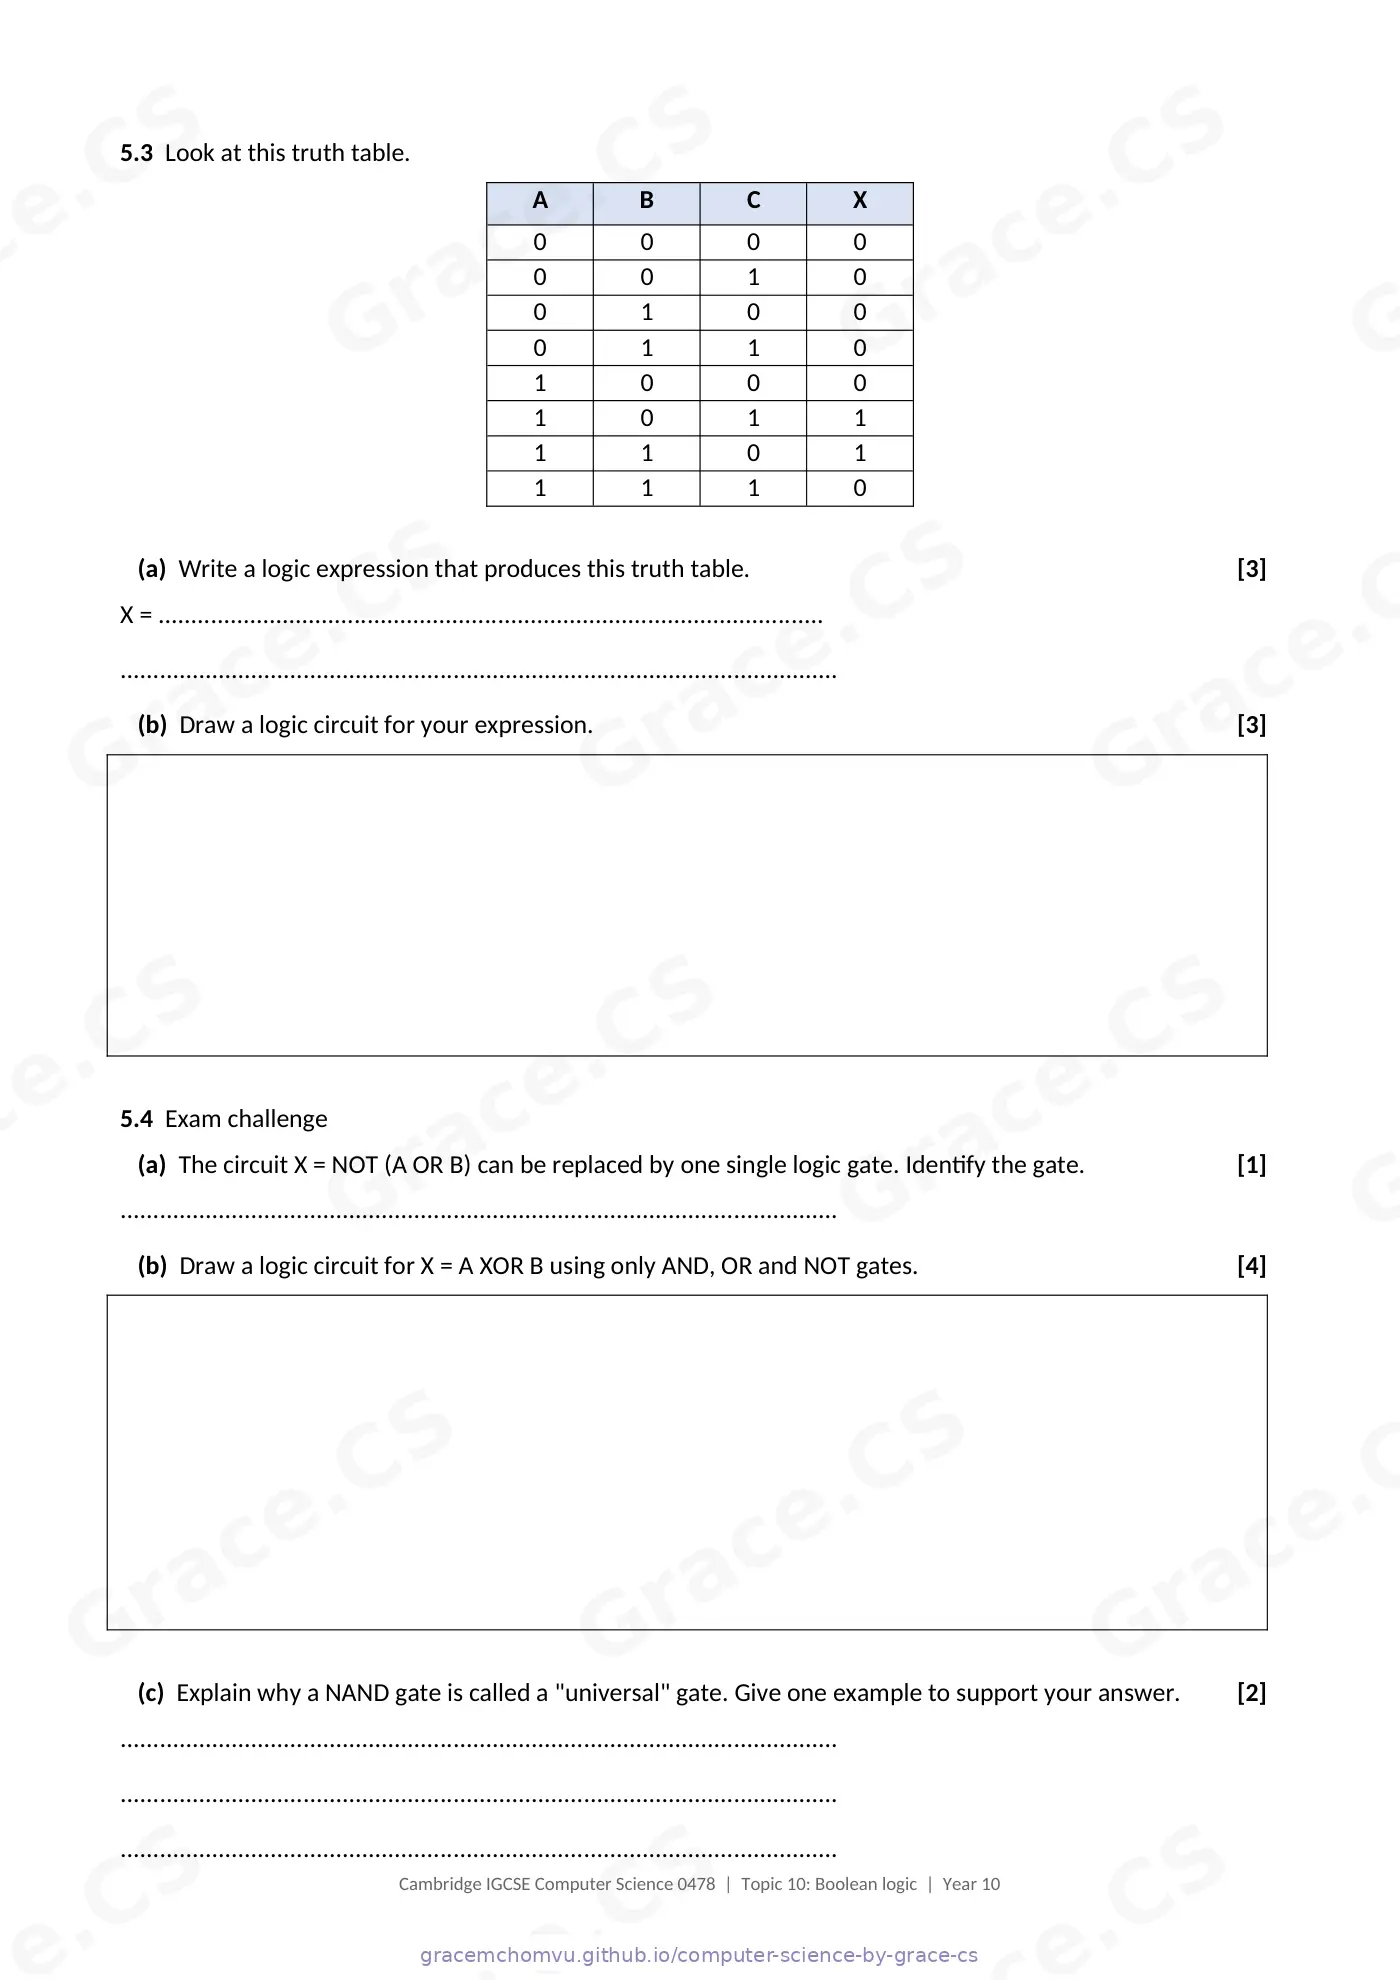 5.3 Look at this truth table.
A B C X
0 0 0 0
0 0 1 0
0 1 0 0
0 1 1 0
1 0 0 0
1 0 1 1
1 1 0 1
1 1 1 0
(a) Write a logic expression that produces this truth table. [3]
X = ........................................................................................................
................................................................................................................
(b) Draw a logic circuit for your expression. [3]
5.4 Exam challenge
(a) The circuit X = NOT (A OR B) can be replaced by one single logic gate. Identify the gate. [1]
................................................................................................................
(b) Draw a logic circuit for X = A XOR B using only AND, OR and NOT gates. [4]
(c) Explain why a NAND gate is called a "universal" gate. Give one example to support your answer. [2]
................................................................................................................
................................................................................................................
................................................................................................................
Cambridge IGCSE Computer Science 0478 | Topic 10: Boolean logic | Year 10
gracemchomvu.github.io/computer-science-by-grace-cs
Grace.CS